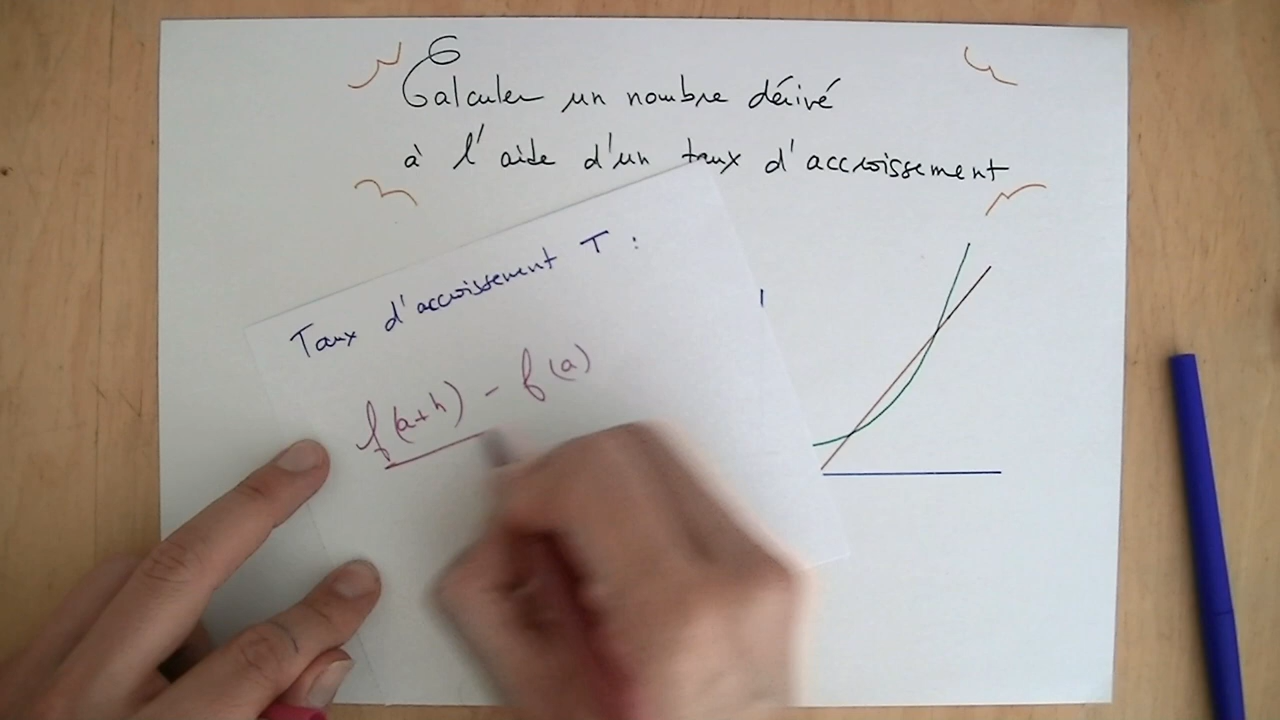 Calculer un nombre dérivé
à l'aide d'un taux d'accroissement
Taux d'accroissement T :
f(a+h) - f(a)